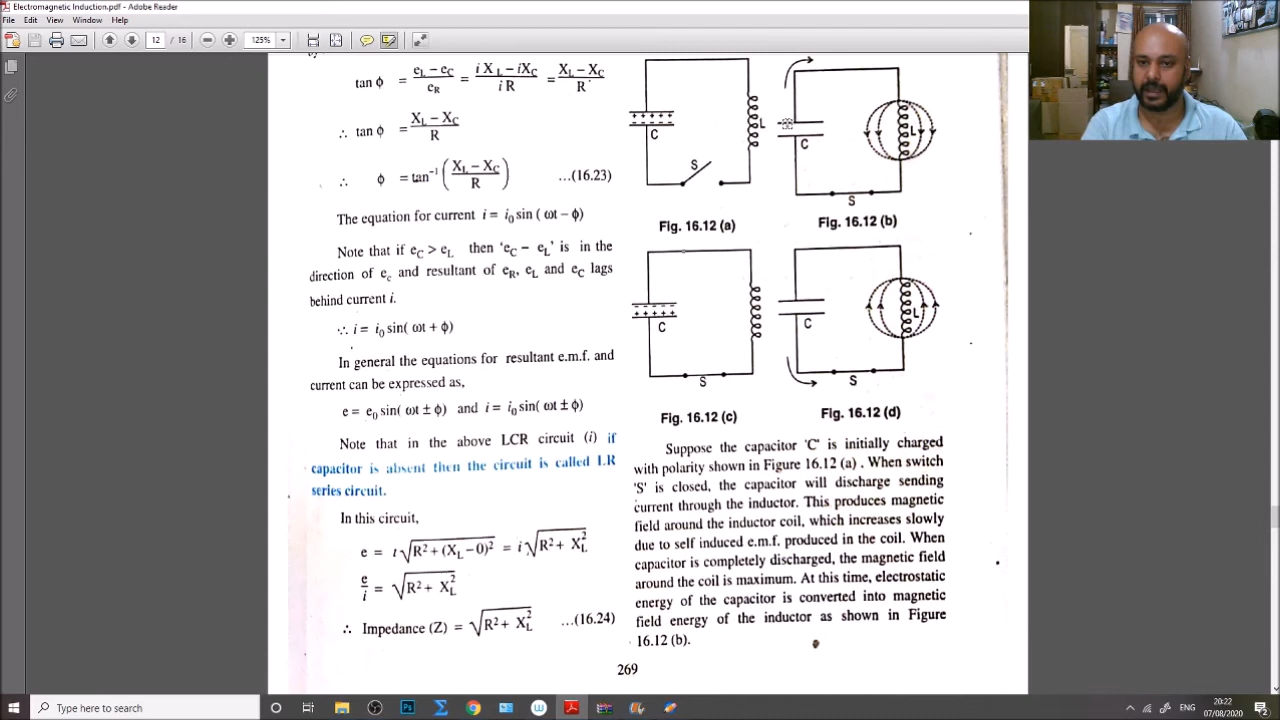 Electromagnetic Induction.pdf - Adobe Reader
File Edit View Window Help
12 / 16 125%
tan ϕ = (e_L – e_C)/e_R = (i X_L – iX_C)/(i R) = (X_L – X_C)/R
∴ tan ϕ = (X_L – X_C)/R
∴ ϕ = tan⁻¹ ((X_L – X_C)/R) ...(16.23)
The equation for current i = i₀ sin ( ωt – ϕ)
Note that if e_C > e_L then 'e_C – e_L' is in the
direction of e_c and resultant of e_R, e_L and e_C lags
behind current i.
∵ i = i₀ sin( ωt + ϕ)
In general the equations for resultant e.m.f. and
current can be expressed as,
e = e₀ sin( ωt ± ϕ) and i = i₀ sin( ωt ± ϕ)
Note that in the above LCR circuit (i) if
capacitor is absent then the circuit is called LR
series circuit.
In this circuit,
e = i√(R² + (X_L – 0)²) = i√(R² + X_L²)
e/i = √(R² + X_L²)
∴ Impedance (Z) = √(R² + X_L²) ...(16.24)
C L S
C L S
Fig. 16.12 (a) Fig. 16.12 (b)
C S
C L S
Fig. 16.12 (c) Fig. 16.12 (d)
Suppose the capacitor 'C' is initially charged
with polarity shown in Figure 16.12 (a) . When switch
'S' is closed, the capacitor will discharge sending
current through the inductor. This produces magnetic
field around the inductor coil, which increases slowly
due to self induced e.m.f. produced in the coil. When
capacitor is completely discharged, the magnetic field
around the coil is maximum. At this time, electrostatic
energy of the capacitor is converted into magnetic
field energy of the inductor as shown in Figure
16.12 (b).
269
Type here to search
ENG
20:22
07/08/2020